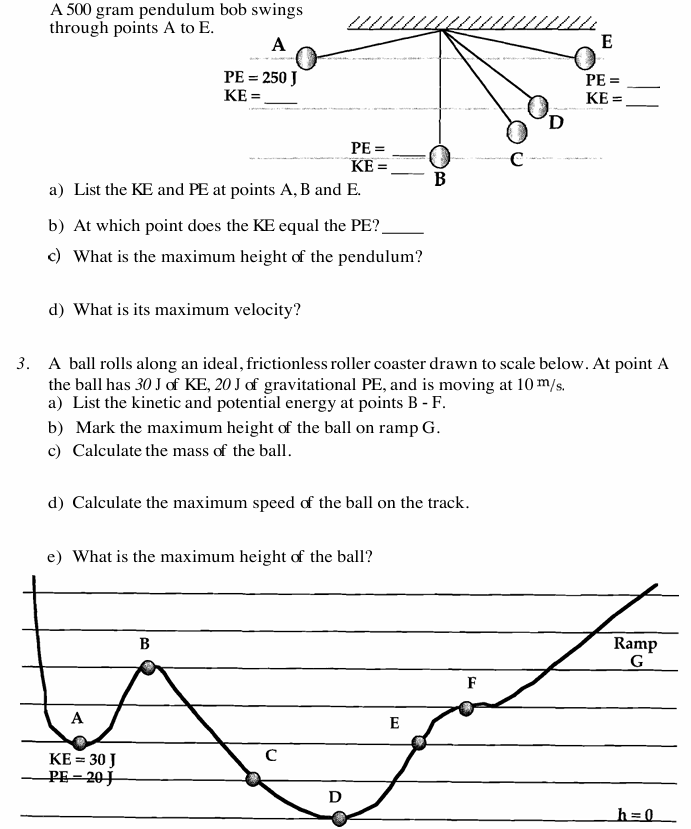 A 500 gram pendulum bob swings
through points A to E.
A
E
PE = 250 J
KE = ____
PE = ____
KE = ____
D
C
PE = ____
KE = ____
B
a) List the KE and PE at points A, B and E.
b) At which point does the KE equal the PE? _____
c) What is the maximum height of the pendulum?
d) What is its maximum velocity?
3. A ball rolls along an ideal, frictionless roller coaster drawn to scale below. At point A
the ball has 30 J of KE, 20 J of gravitational PE, and is moving at 10 m/s.
a) List the kinetic and potential energy at points B - F.
b) Mark the maximum height of the ball on ramp G.
c) Calculate the mass of the ball.
d) Calculate the maximum speed of the ball on the track.
e) What is the maximum height of the ball?
B
Ramp
G
F
A
E
KE = 30 J
PE = 20 J
C
D
h = 0